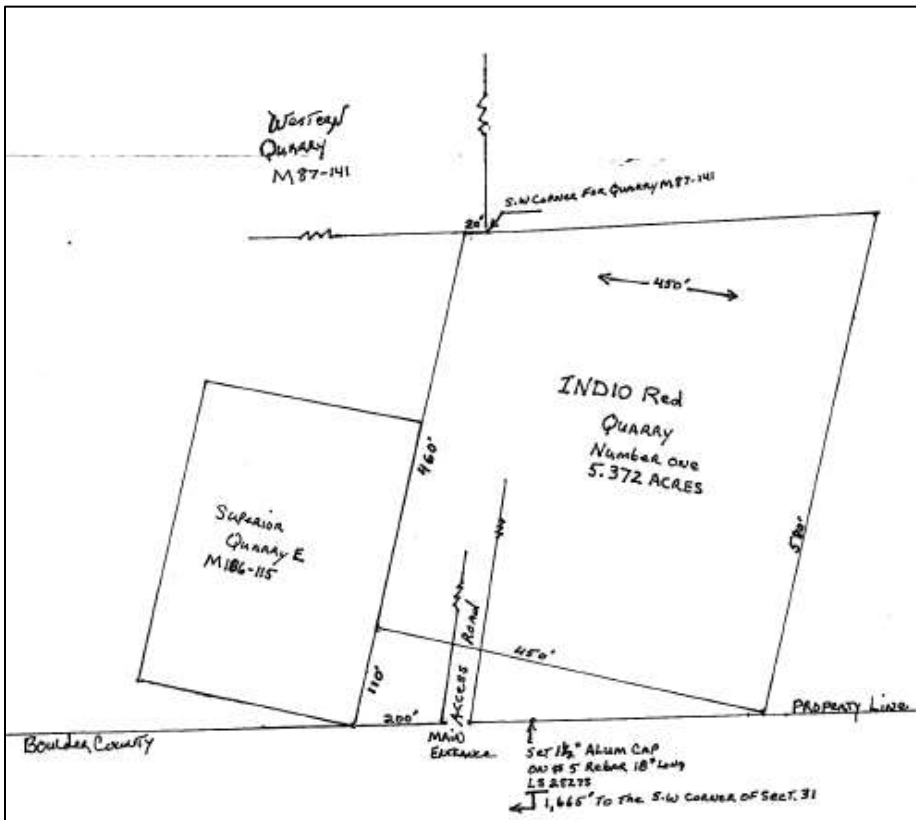 Western
Quarry
M87-141
S.W CORNER FOR QUARRY M87-141
20'
450'
INDIO Red
QUARRY
Number one
5.372 ACRES
460'
Superior
Quarry E
M186-115
580'
ACCESS ROAD
450'
110'
200'
Boulder County
MAIN
Entrance
PROPERTY Line
Set 1½" Alum Cap
on # 5 Rebar 18" Long
LS 25273
1,665' To the S.W CORNER OF SECT. 31